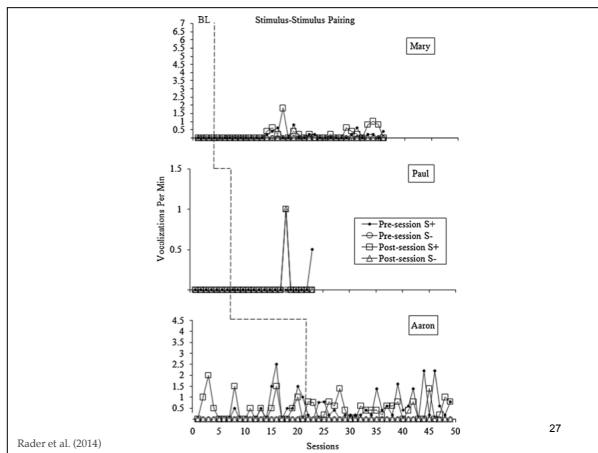 BL Stimulus-Stimulus Pairing
7
6.5
6
5.5
5
4.5
4
3.5
3
2.5
2
1.5
1
0.5
Mary
1.5
1
0.5
Paul
Vocalizations Per Min
Pre-session S+
Pre-session S-
Post-session S+
Post-session S-
4.5
4
3.5
3
2.5
2
1.5
1
0.5
Aaron
0 5 10 15 20 25 30 35 40 45 50
Sessions
Rader et al. (2014)
27